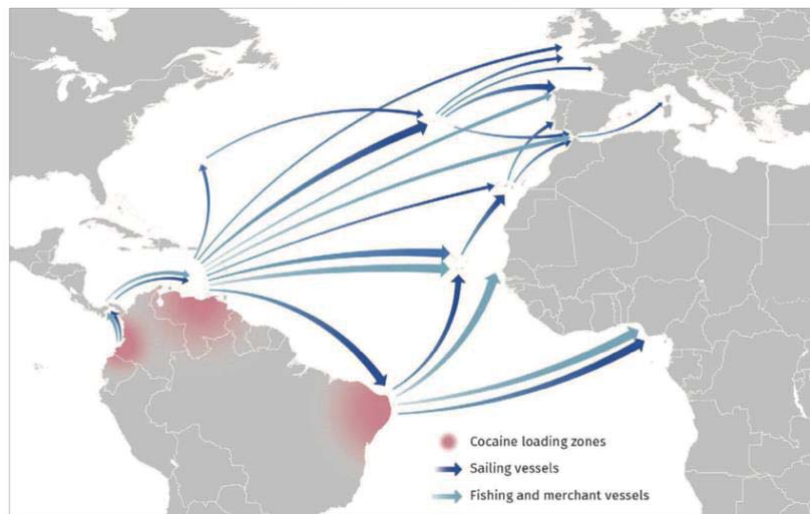 Cocaine loading zones
Sailing vessels
Fishing and merchant vessels